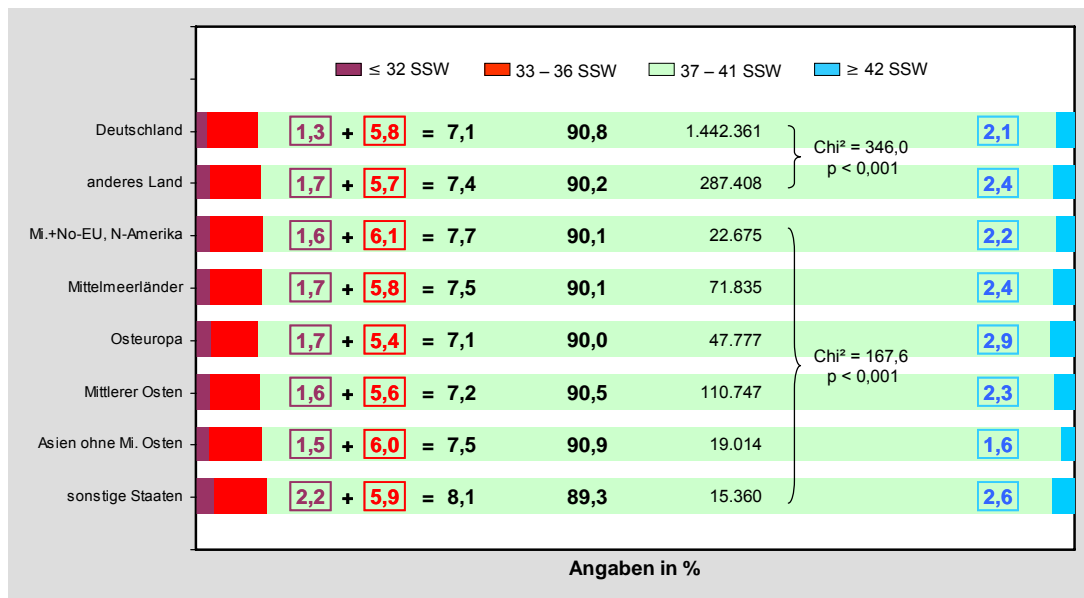 ≤ 32 SSW 33 – 36 SSW 37 – 41 SSW ≥ 42 SSW
Deutschland 1,3 + 5,8 = 7,1 90,8 1.442.361 2,1
Chi² = 346,0
p < 0,001
anderes Land 1,7 + 5,7 = 7,4 90,2 287.408 2,4
Mi.+No-EU, N-Amerika 1,6 + 6,1 = 7,7 90,1 22.675 2,2
Mittelmeerländer 1,7 + 5,8 = 7,5 90,1 71.835 2,4
Osteuropa 1,7 + 5,4 = 7,1 90,0 47.777 2,9
Chi² = 167,6
p < 0,001
Mittlerer Osten 1,6 + 5,6 = 7,2 90,5 110.747 2,3
Asien ohne Mi. Osten 1,5 + 6,0 = 7,5 90,9 19.014 1,6
sonstige Staaten 2,2 + 5,9 = 8,1 89,3 15.360 2,6
Angaben in %